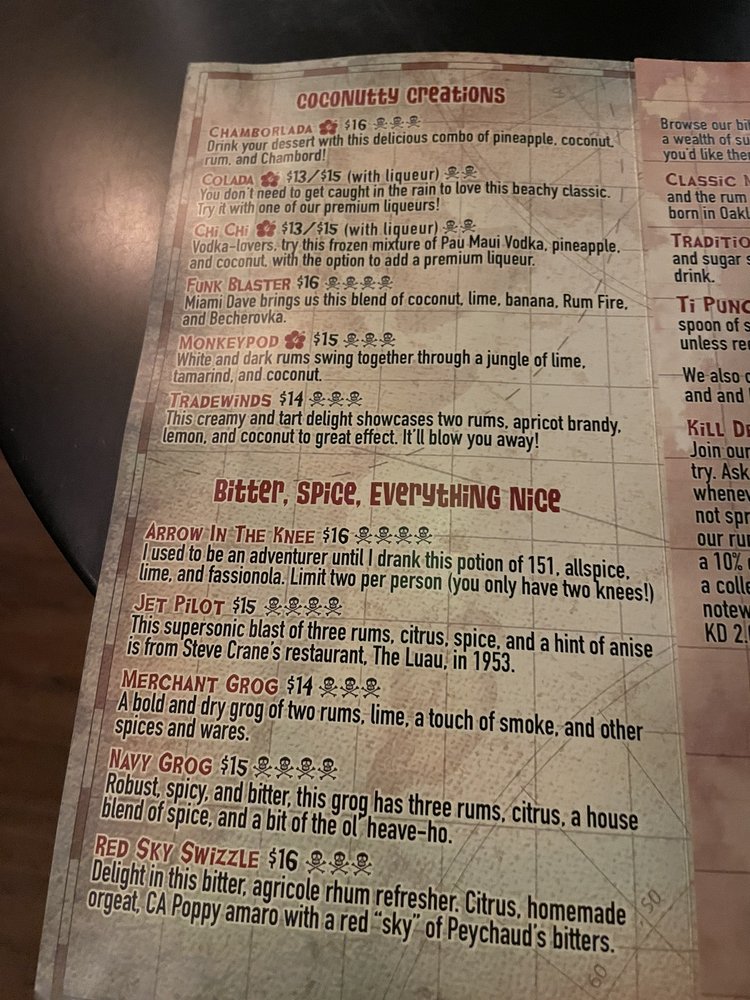 COCONUTTY CREATIONS
CHAMBORLADA $16
Drink your dessert with this delicious combo of pineapple, coconut,
rum, and Chambord!
COLADA $13/$15 (with liqueur)
You don't need to get caught in the rain to love this beachy classic.
Try it with one of our premium liqueurs!
CHI CHI $13/$15 (with liqueur)
Vodka-lovers, try this frozen mixture of Pau Maui Vodka, pineapple,
and coconut, with the option to add a premium liqueur.
FUNK BLASTER $16
Miami Dave brings us this blend of coconut, lime, banana, Rum Fire,
and Becherovka.
MONKEYPOD $15
White and dark rums swing together through a jungle of lime,
tamarind, and coconut.
TRADEWINDS $14
This creamy and tart delight showcases two rums, apricot brandy,
lemon, and coconut to great effect. It'll blow you away!
BITTER, SPICE, EVERYTHING NICE
ARROW IN THE KNEE $16
I used to be an adventurer until I drank this potion of 151, allspice,
lime, and fassionola. Limit two per person (you only have two knees!)
JET PILOT $15
This supersonic blast of three rums, citrus, spice, and a hint of anise
is from Steve Crane's restaurant, The Luau, in 1953.
MERCHANT GROG $14
A bold and dry grog of two rums, lime, a touch of smoke, and other
spices and wares.
NAVY GROG $15
Robust, spicy, and bitter, this grog has three rums, citrus, a house
blend of spice, and a bit of the ol' heave-ho.
RED SKY SWIZZLE $16
Delight in this bitter, agricole rhum refresher. Citrus, homemade
orgeat, CA Poppy amaro with a red "sky" of Peychaud's bitters.
50
60
Browse our
a wealth of
you'd like
CLASSIC
and the rum
born in
and sugar
drink.
TI
spoon of
unless
We also
and and
KILL
Join our
try. Ask
not
our
a 10%
a
KD